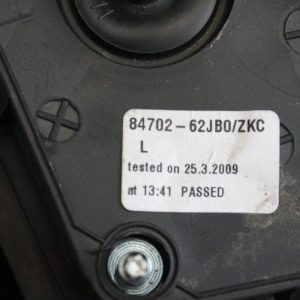 84702-62JB0/ZKC
L
tested on 25.3.2009
at 13:41 PASSED